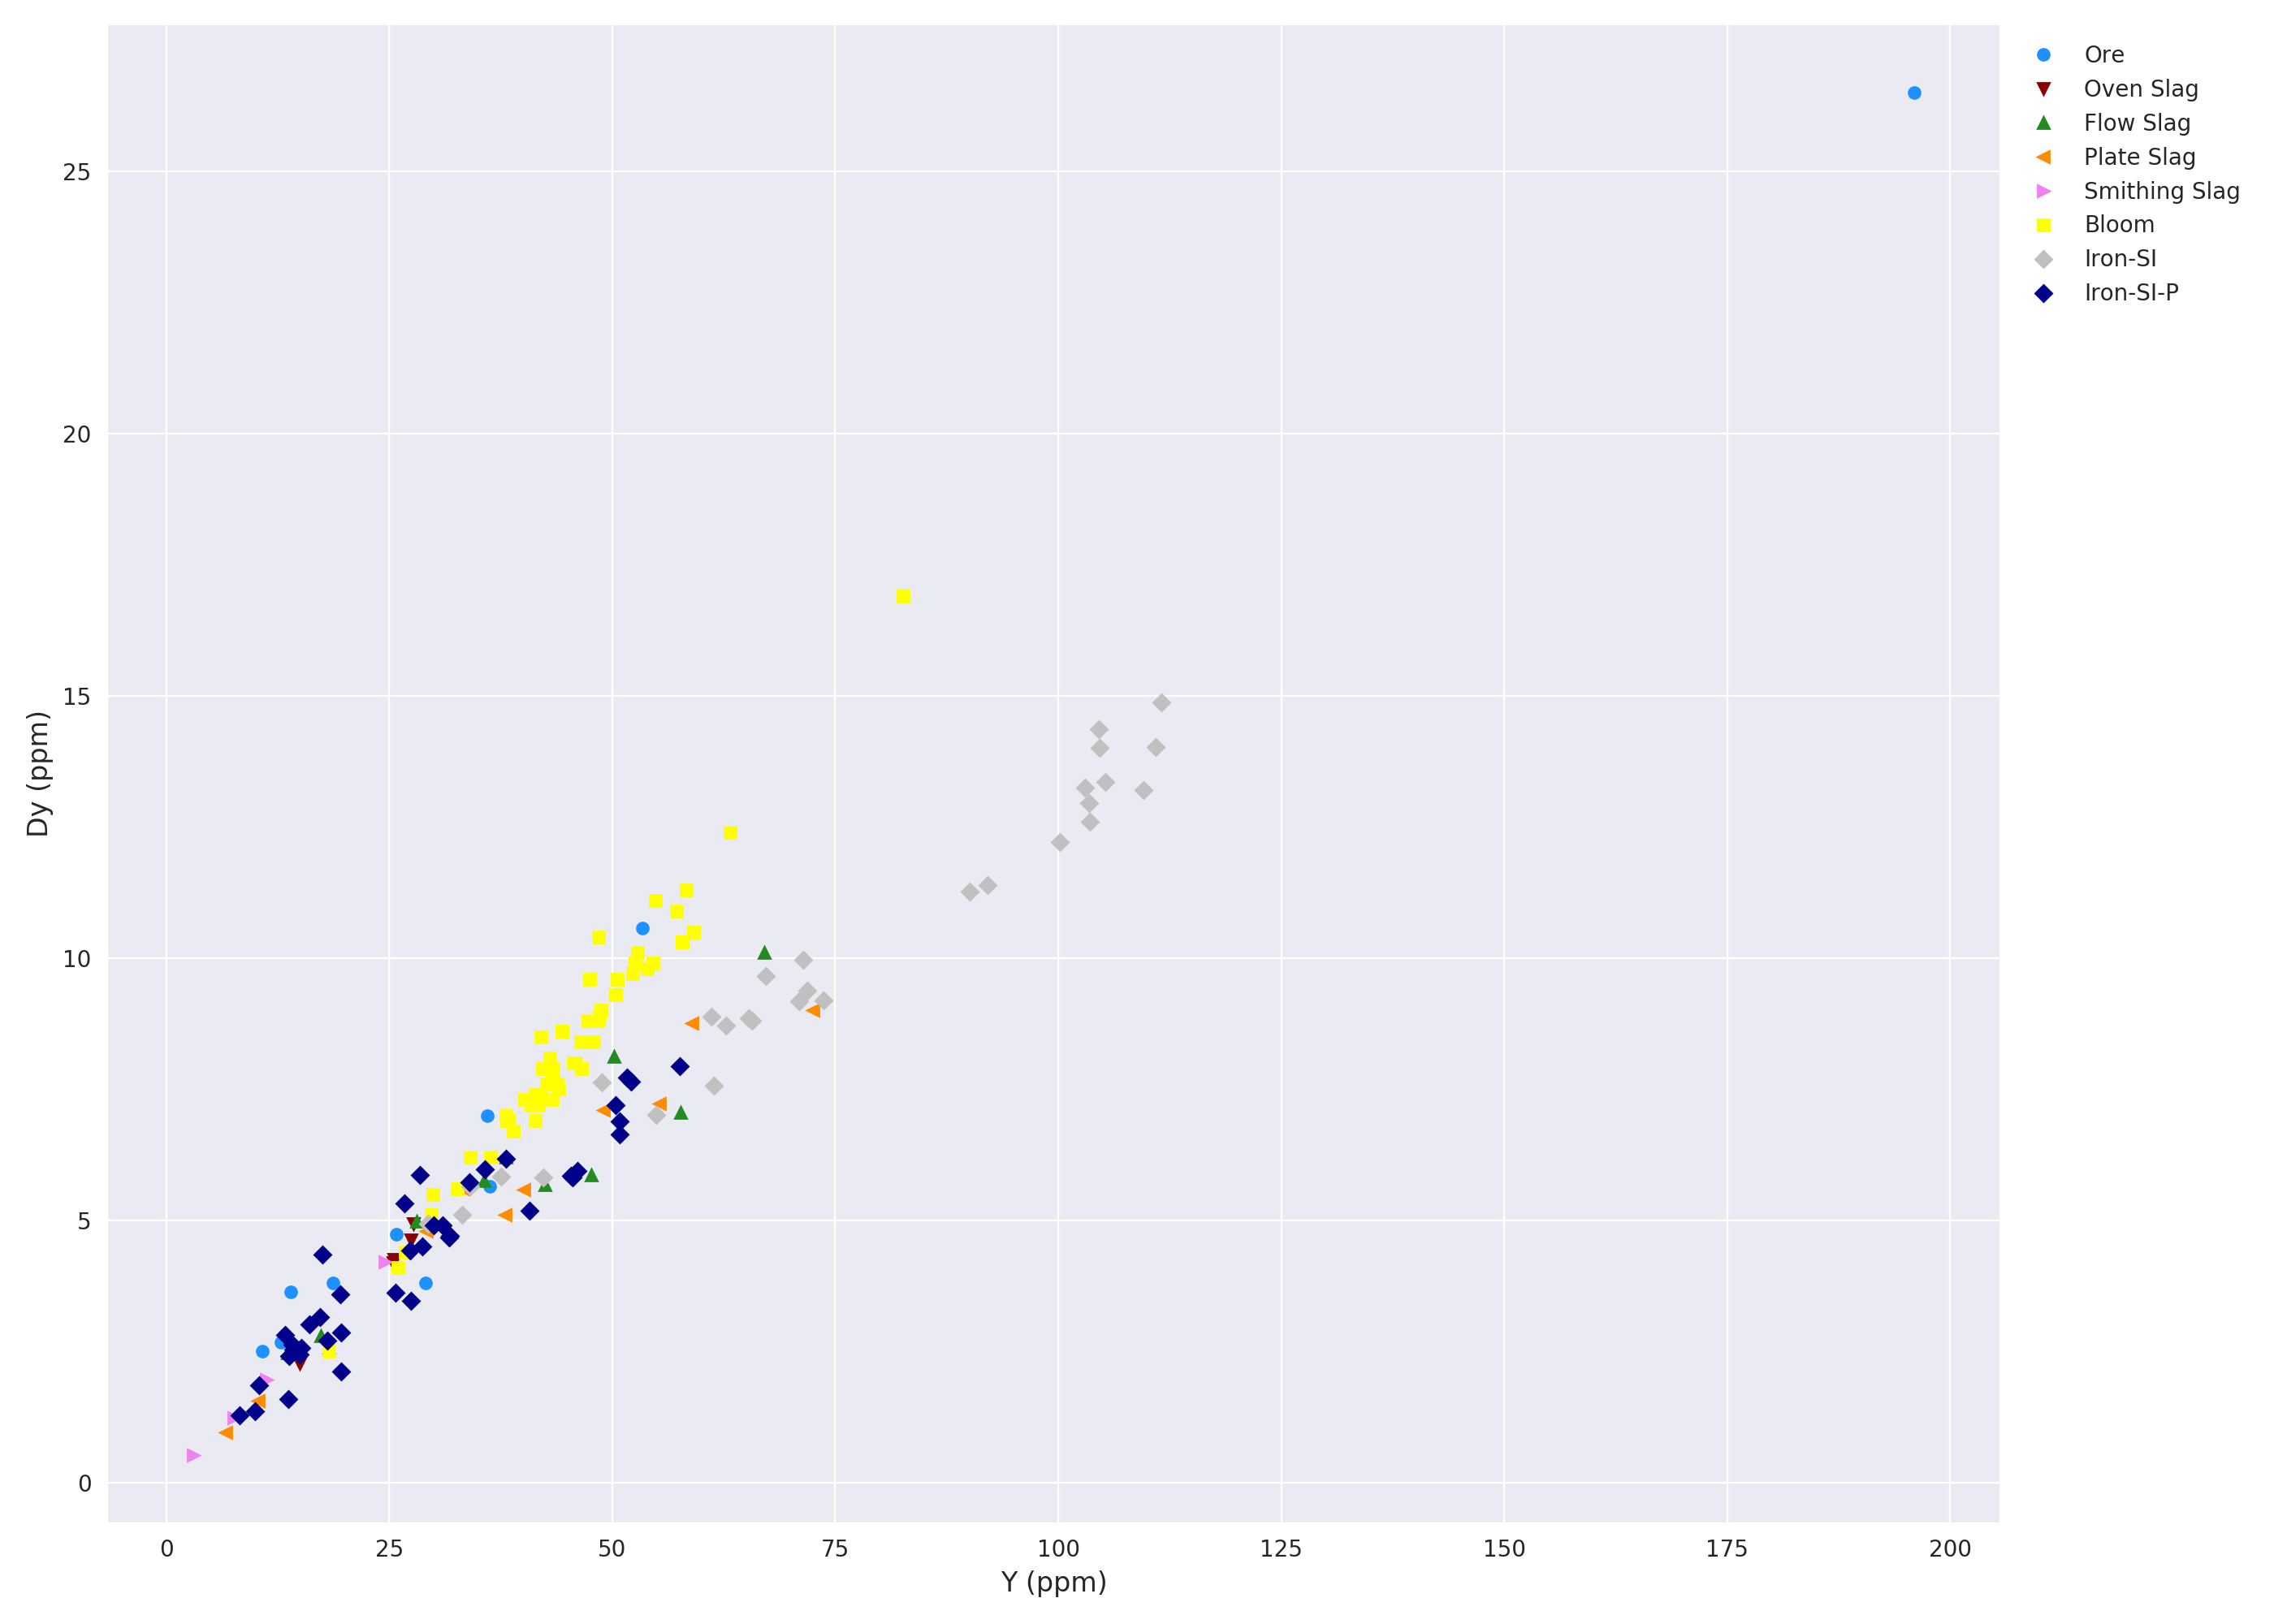 Ore
Oven Slag
Flow Slag
Plate Slag
Smithing Slag
Bloom
Iron-SI
Iron-SI-P
25
20
15
10
5
0
Dy (ppm)
0 25 50 75 100 125 150 175 200
Y (ppm)